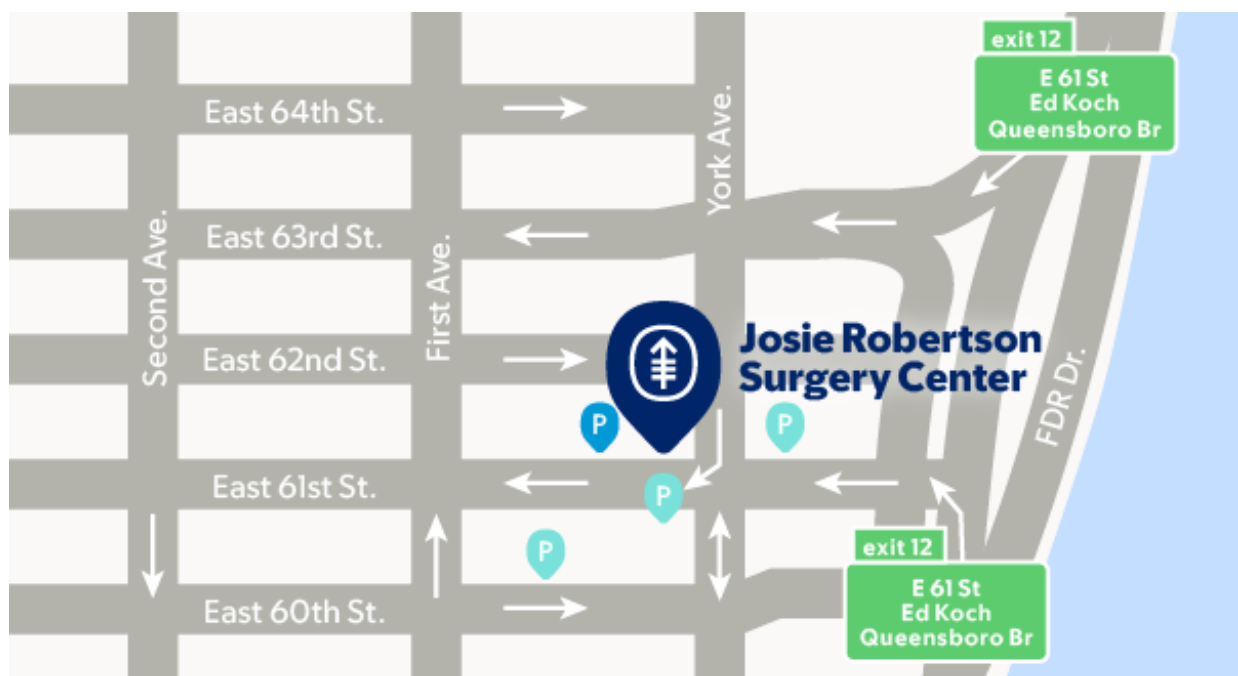 exit 12
E 61 St
Ed Koch
Queensboro Br
East 64th St.
York Ave.
East 63rd St.
Second Ave.
First Ave.
East 62nd St.
Josie Robertson
Surgery Center
FDR Dr.
P
P
East 61st St.
P
P
exit 12
E 61 St
Ed Koch
Queensboro Br
East 60th St.